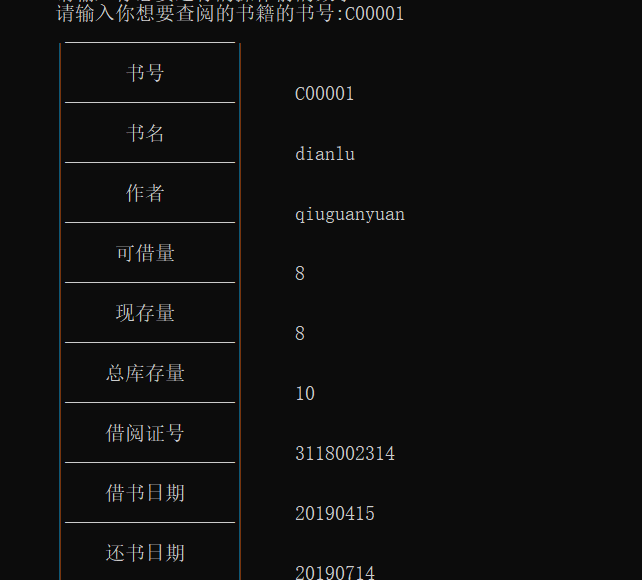 请输入你想要查阅的书籍的书号:C00001
书号
C00001
书名
dianlu
作者
qiuguanyuan
可借量
8
现存量
8
总库存量
10
借阅证号
3118002314
借书日期
20190415
还书日期
20190714